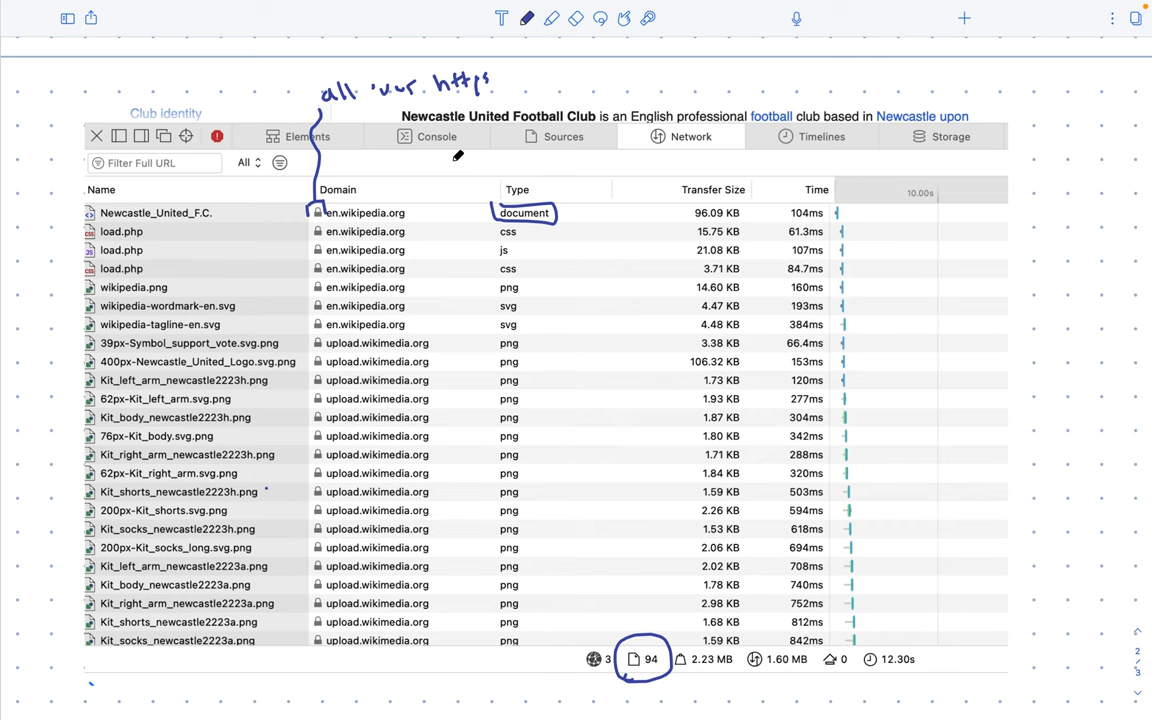 all over https
Club identity
Newcastle United Football Club is an English professional football club based in Newcastle upon
Elements Console Sources Network Timelines Storage
Filter Full URL All
Name Domain Type Transfer Size Time 10.00s
Newcastle_United_F.C. en.wikipedia.org document 96.09 KB 104ms
load.php en.wikipedia.org css 15.75 KB 61.3ms
load.php en.wikipedia.org js 21.08 KB 107ms
load.php en.wikipedia.org css 3.71 KB 84.7ms
wikipedia.png en.wikipedia.org png 14.60 KB 160ms
wikipedia-wordmark-en.svg en.wikipedia.org svg 4.47 KB 193ms
wikipedia-tagline-en.svg en.wikipedia.org svg 4.48 KB 384ms
39px-Symbol_support_vote.svg.png upload.wikimedia.org png 3.38 KB 66.4ms
400px-Newcastle_United_Logo.svg.png upload.wikimedia.org png 106.32 KB 153ms
Kit_left_arm_newcastle2223h.png upload.wikimedia.org png 1.73 KB 120ms
62px-Kit_left_arm.svg.png upload.wikimedia.org png 1.93 KB 277ms
Kit_body_newcastle2223h.png upload.wikimedia.org png 1.87 KB 304ms
76px-Kit_body.svg.png upload.wikimedia.org png 1.80 KB 342ms
Kit_right_arm_newcastle2223h.png upload.wikimedia.org png 1.71 KB 288ms
62px-Kit_right_arm.svg.png upload.wikimedia.org png 1.84 KB 320ms
Kit_shorts_newcastle2223h.png upload.wikimedia.org png 1.59 KB 503ms
200px-Kit_shorts.svg.png upload.wikimedia.org png 2.26 KB 594ms
Kit_socks_newcastle2223h.png upload.wikimedia.org png 1.53 KB 618ms
200px-Kit_socks_long.svg.png upload.wikimedia.org png 2.06 KB 694ms
Kit_left_arm_newcastle2223a.png upload.wikimedia.org png 2.02 KB 708ms
Kit_body_newcastle2223a.png upload.wikimedia.org png 1.78 KB 740ms
Kit_right_arm_newcastle2223a.png upload.wikimedia.org png 2.98 KB 752ms
Kit_shorts_newcastle2223a.png upload.wikimedia.org png 1.68 KB 812ms
Kit_socks_newcastle2223a.png upload.wikimedia.org png 1.59 KB 842ms
3 94 2.23 MB 1.60 MB 0 12.30s
2
3